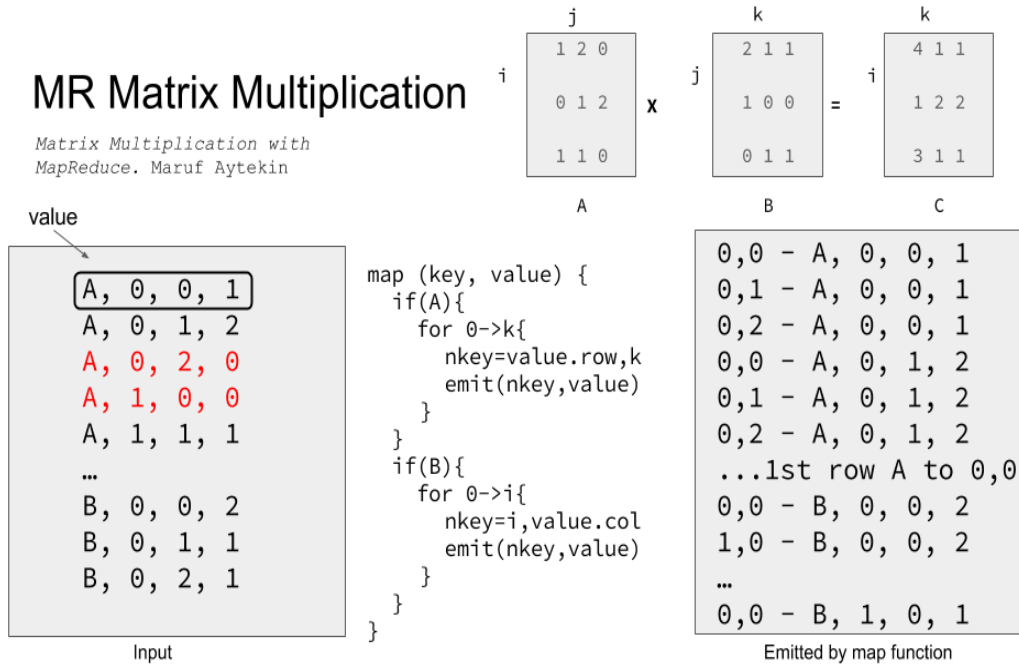 MR Matrix Multiplication
Matrix Multiplication with
MapReduce. Maruf Aytekin
j
i
1 2 0
0 1 2
1 1 0
A
x
k
j
2 1 1
1 0 0
0 1 1
B
=
k
i
4 1 1
1 2 2
3 1 1
C
value
A, 0, 0, 1
A, 0, 1, 2
A, 0, 2, 0
A, 1, 0, 0
A, 1, 1, 1
…
B, 0, 0, 2
B, 0, 1, 1
B, 0, 2, 1
Input
map (key, value) {
if(A){
for 0->k{
nkey=value.row,k
emit(nkey,value)
}
}
if(B){
for 0->i{
nkey=i,value.col
emit(nkey,value)
}
}
}
0,0 - A, 0, 0, 1
0,1 - A, 0, 0, 1
0,2 - A, 0, 0, 1
0,0 - A, 0, 1, 2
0,1 - A, 0, 1, 2
0,2 - A, 0, 1, 2
...1st row A to 0,0
0,0 - B, 0, 0, 2
1,0 - B, 0, 0, 2
…
0,0 - B, 1, 0, 1
Emitted by map function